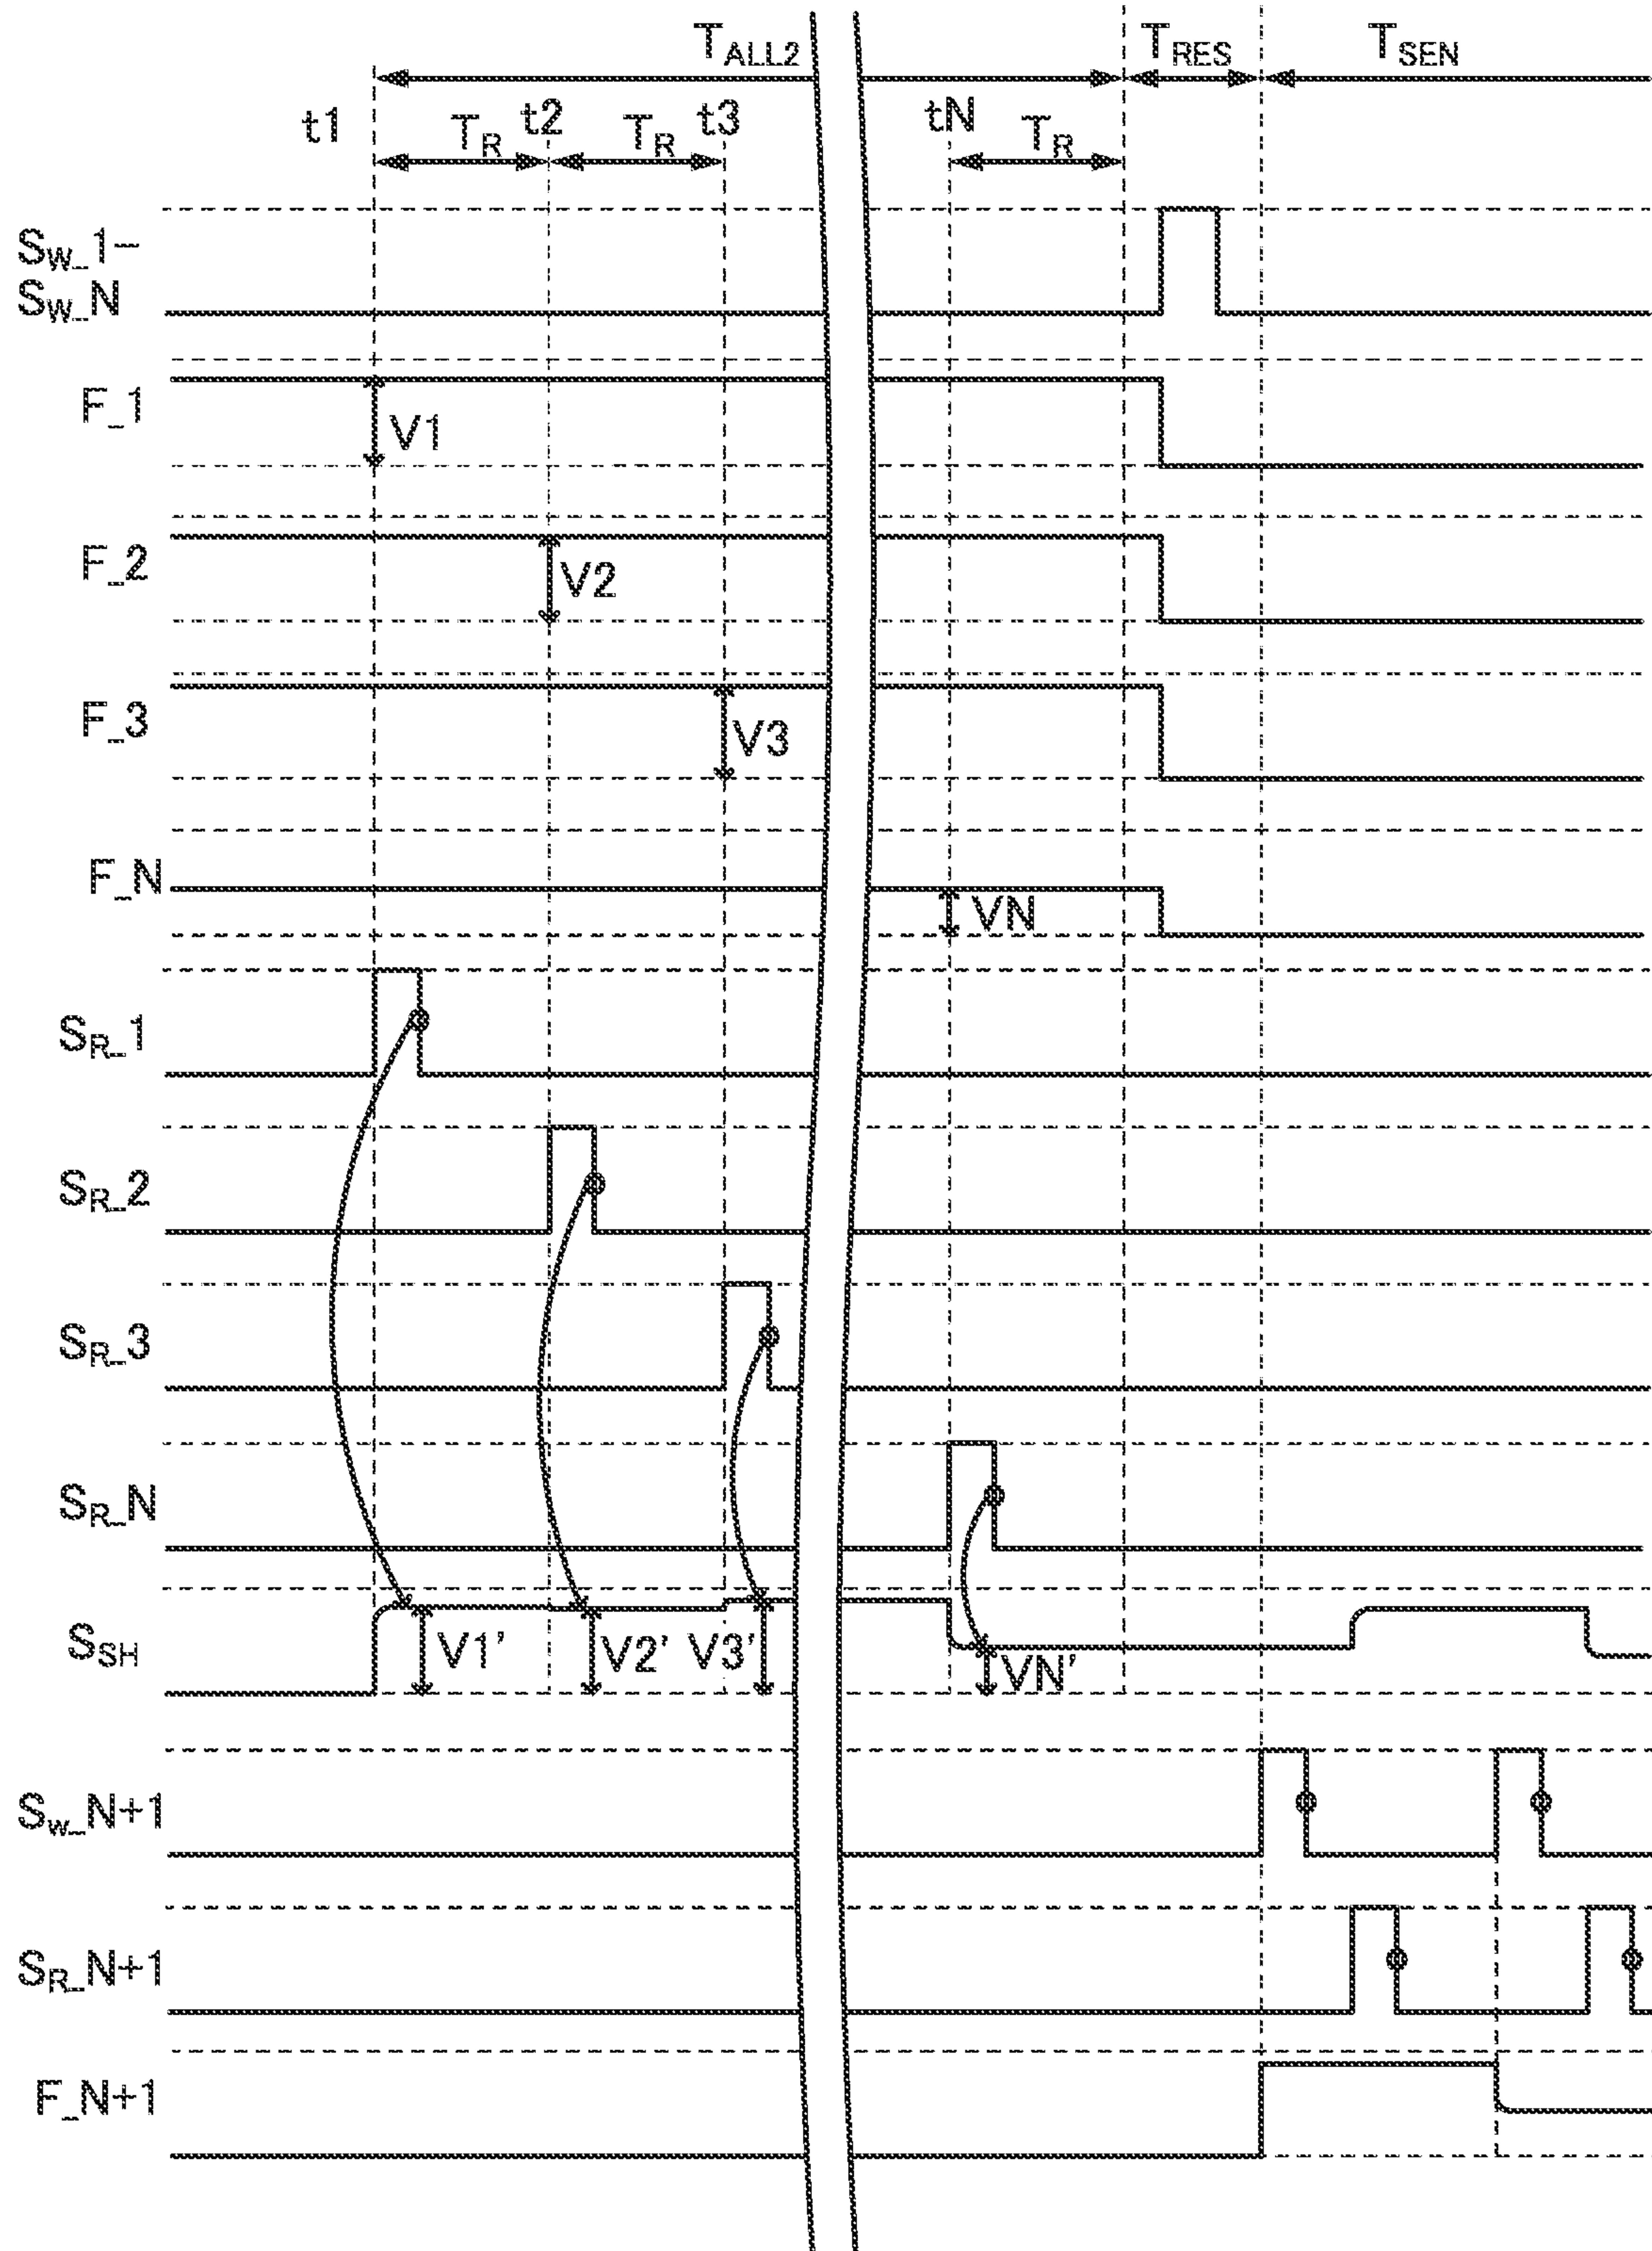 TALL2 TRES TSEN
t1 TR t2 TR t3 tN TR
SW_1−
SW_N
F_1
V1
F_2
V2
F_3
V3
F_N
VN
SR_1
SR_2
SR_3
SR_N
SSH
V1' V2' V3' VN'
Sw_N+1
SR_N+1
F_N+1